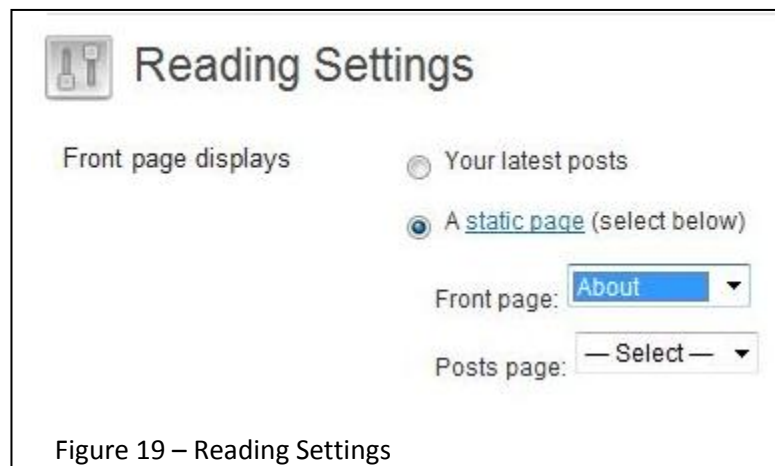 Reading Settings
Front page displays
Your latest posts
A static page (select below)
Front page: About
Posts page: — Select —
Figure 19 – Reading Settings